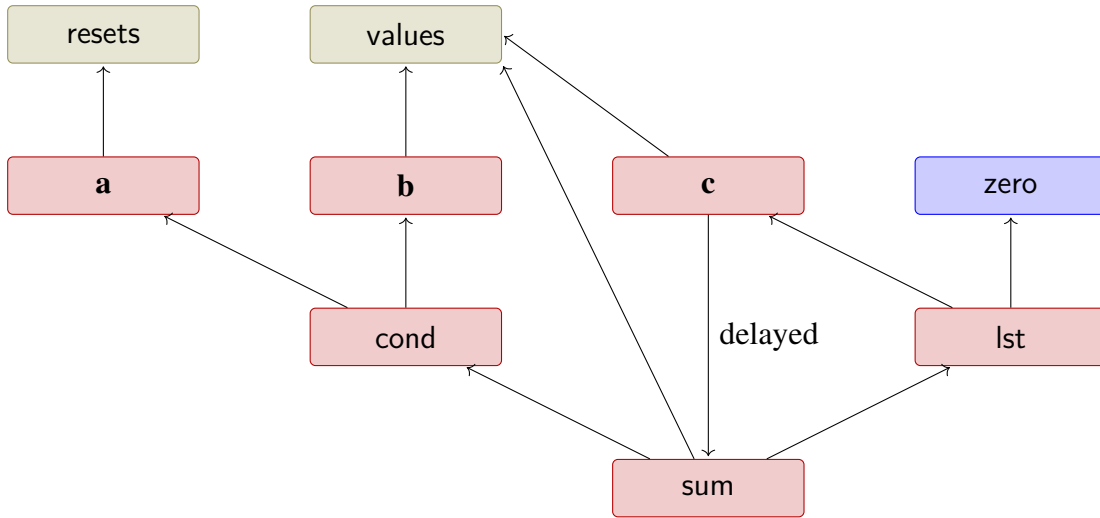 resets
values
a
b
c
zero
cond
delayed
lst
sum